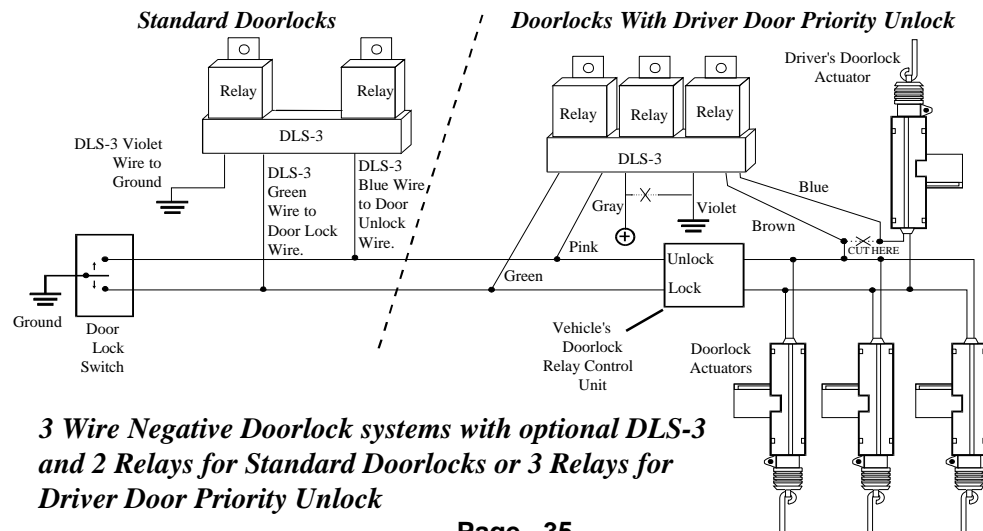 Standard Doorlocks
Doorlocks With Driver Door Priority Unlock
Relay
Relay
DLS-3
DLS-3 Violet
Wire to
Ground
DLS-3
Green
Wire to
Door Lock
Wire.
DLS-3
Blue Wire
to Door
Unlock
Wire.
Ground
Door
Lock
Switch
Relay
Relay
Relay
DLS-3
Driver's Doorlock
Actuator
Gray
X
Violet
Blue
Brown
Pink
Green
X
CUT HERE
Unlock
Lock
Vehicle's
Doorlock
Relay Control
Unit
Doorlock
Actuators
3 Wire Negative Doorlock systems with optional DLS-3
and 2 Relays for Standard Doorlocks or 3 Relays for
Driver Door Priority Unlock
Page - 35